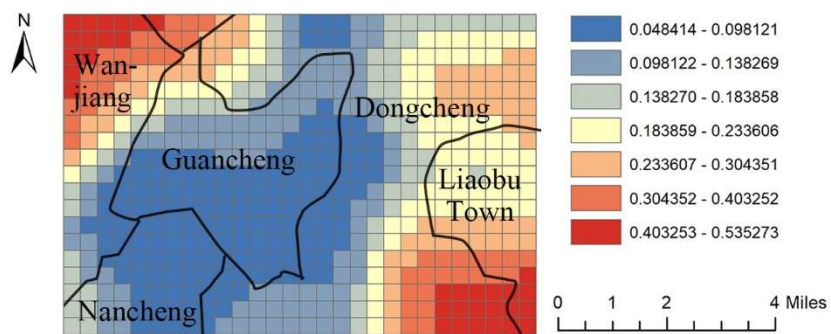 N
Wan-
jiang
Dongcheng
Guancheng
Liaobu
Town
Nancheng
0.048414 - 0.098121
0.098122 - 0.138269
0.138270 - 0.183858
0.183859 - 0.233606
0.233607 - 0.304351
0.304352 - 0.403252
0.403253 - 0.535273
0 1 2 4 Miles